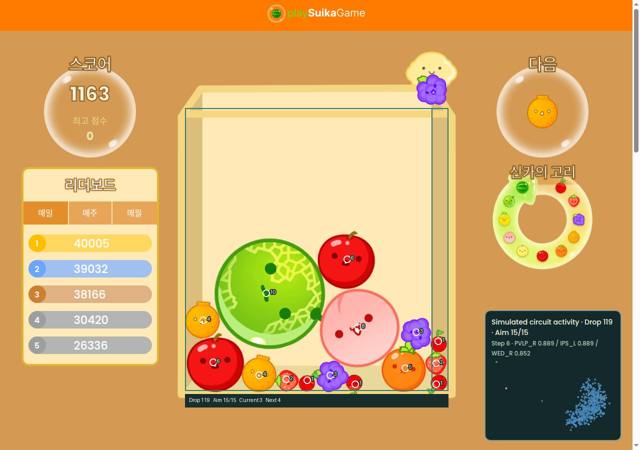 playSuikaGame
스코어
1163
최고 점수
0
다음
신카의 고리
리더보드
매일 매주 매월
1 40005
2 39032
3 38166
4 30420
5 26336
Simulated circuit activity · Drop 119
· Aim 15/15
Step 6 · PVLP_R 0.889 / IPS_L 0.889 /
WED_R 0.852
Drop 119 Aim 15/15 Current 3 Next 4